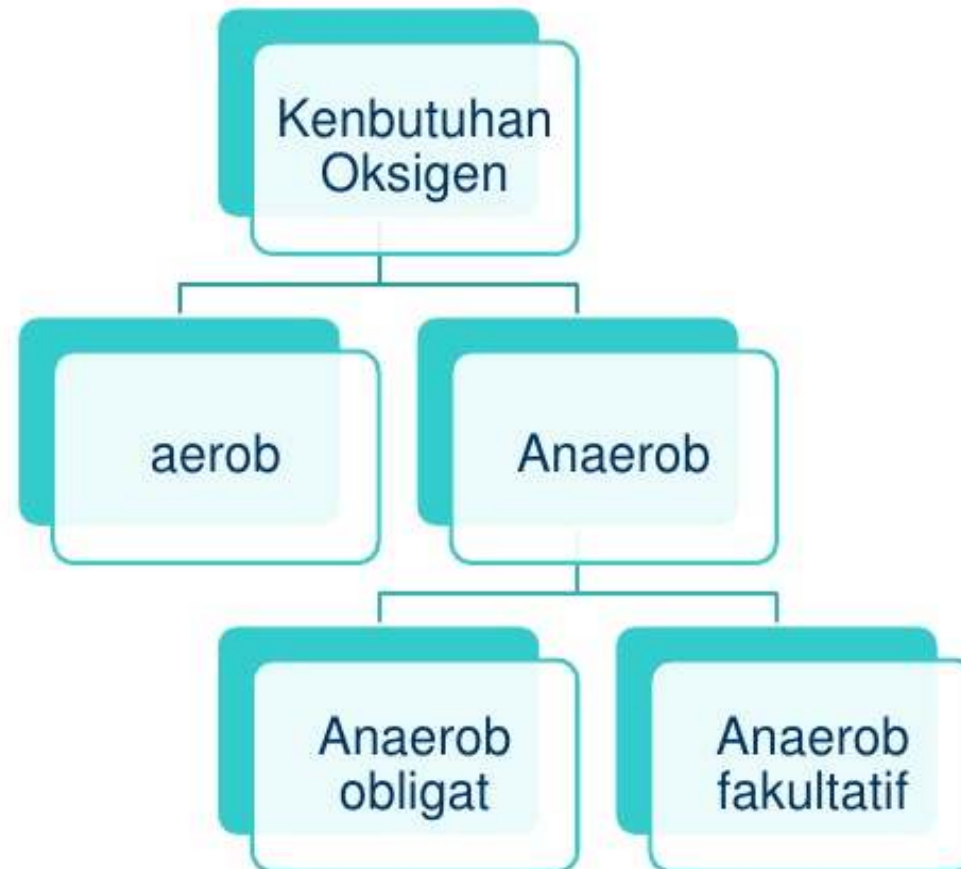 Kenbutuhan
Oksigen
aerob
Anaerob
Anaerob
obligat
Anaerob
fakultatif